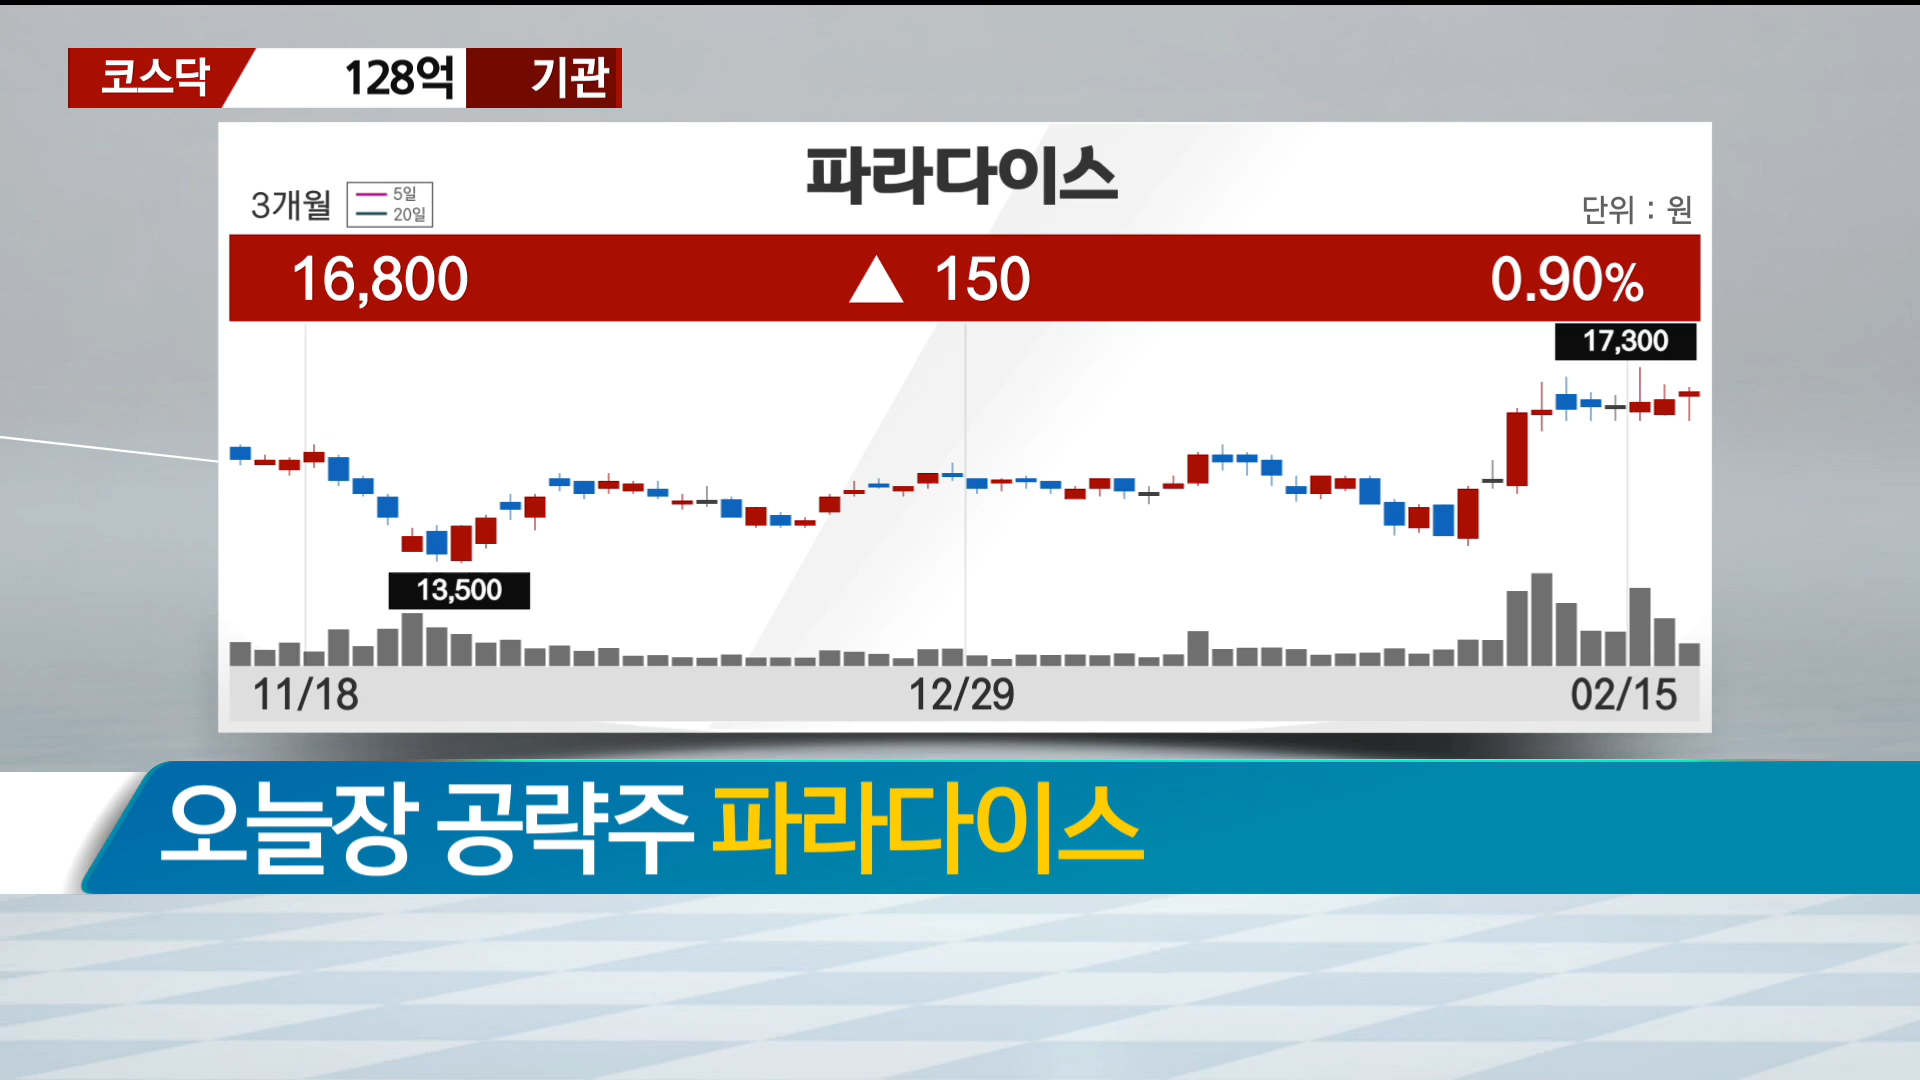 코스닥 128억 기관
파라다이스
3개월 5일
20일
단위 : 원
16,800 ▲ 150 0.90%
17,300
13,500
11/18 12/29 02/15
오늘장 공략주 파라다이스